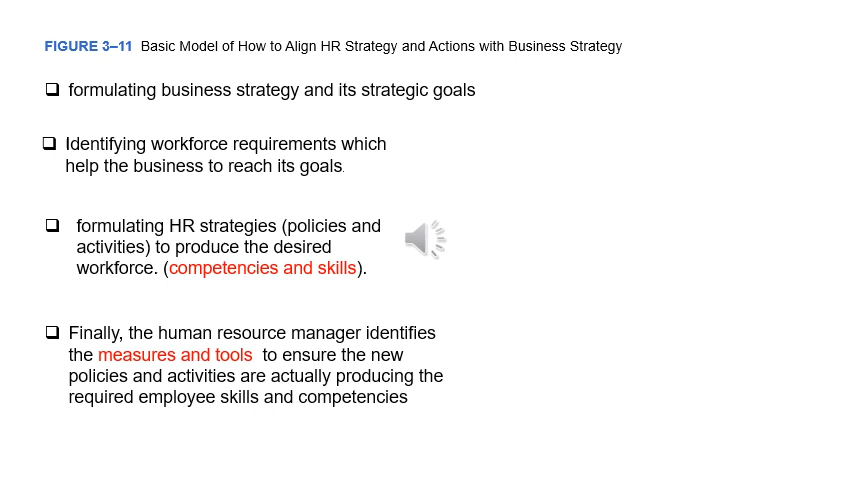 FIGURE 3–11 Basic Model of How to Align HR Strategy and Actions with Business Strategy
❑ formulating business strategy and its strategic goals
❑ Identifying workforce requirements which
help the business to reach its goals.
❑ formulating HR strategies (policies and
activities) to produce the desired
workforce. (competencies and skills).
❑ Finally, the human resource manager identifies
the measures and tools to ensure the new
policies and activities are actually producing the
required employee skills and competencies